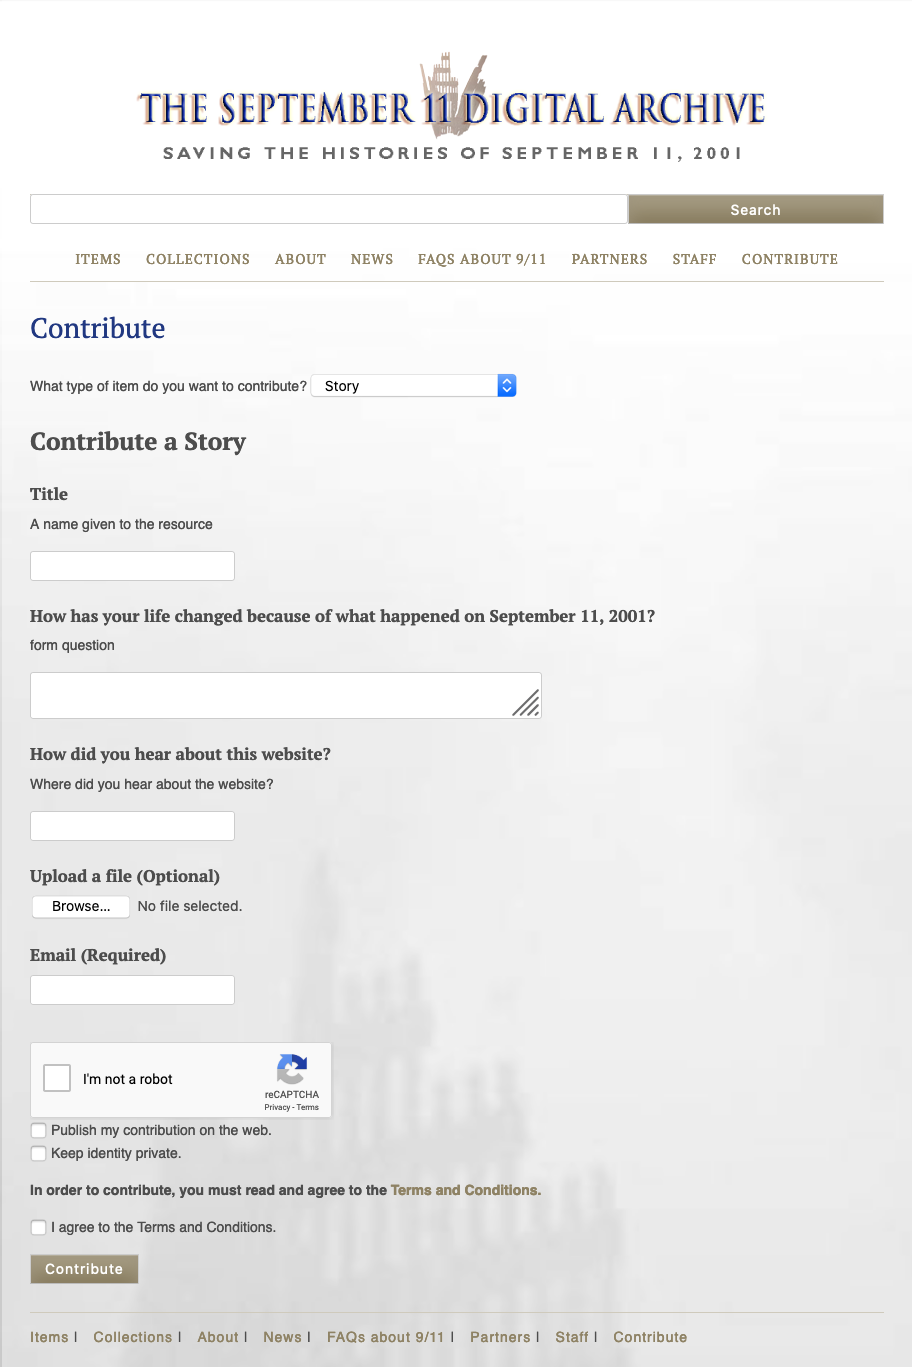 THE SEPTEMBER 11 DIGITAL ARCHIVE
SAVING THE HISTORIES OF SEPTEMBER 11, 2001
Search
ITEMS COLLECTIONS ABOUT NEWS FAQS ABOUT 9/11 PARTNERS STAFF CONTRIBUTE
Contribute
What type of item do you want to contribute? Story
Contribute a Story
Title
A name given to the resource
How has your life changed because of what happened on September 11, 2001?
form question
How did you hear about this website?
Where did you hear about the website?
Upload a file (Optional)
Browse... No file selected.
Email (Required)
I'm not a robot
reCAPTCHA
Privacy - Terms
Publish my contribution on the web.
Keep identity private.
In order to contribute, you must read and agree to the Terms and Conditions.
I agree to the Terms and Conditions.
Contribute
Items | Collections | About | News | FAQs about 9/11 | Partners | Staff | Contribute